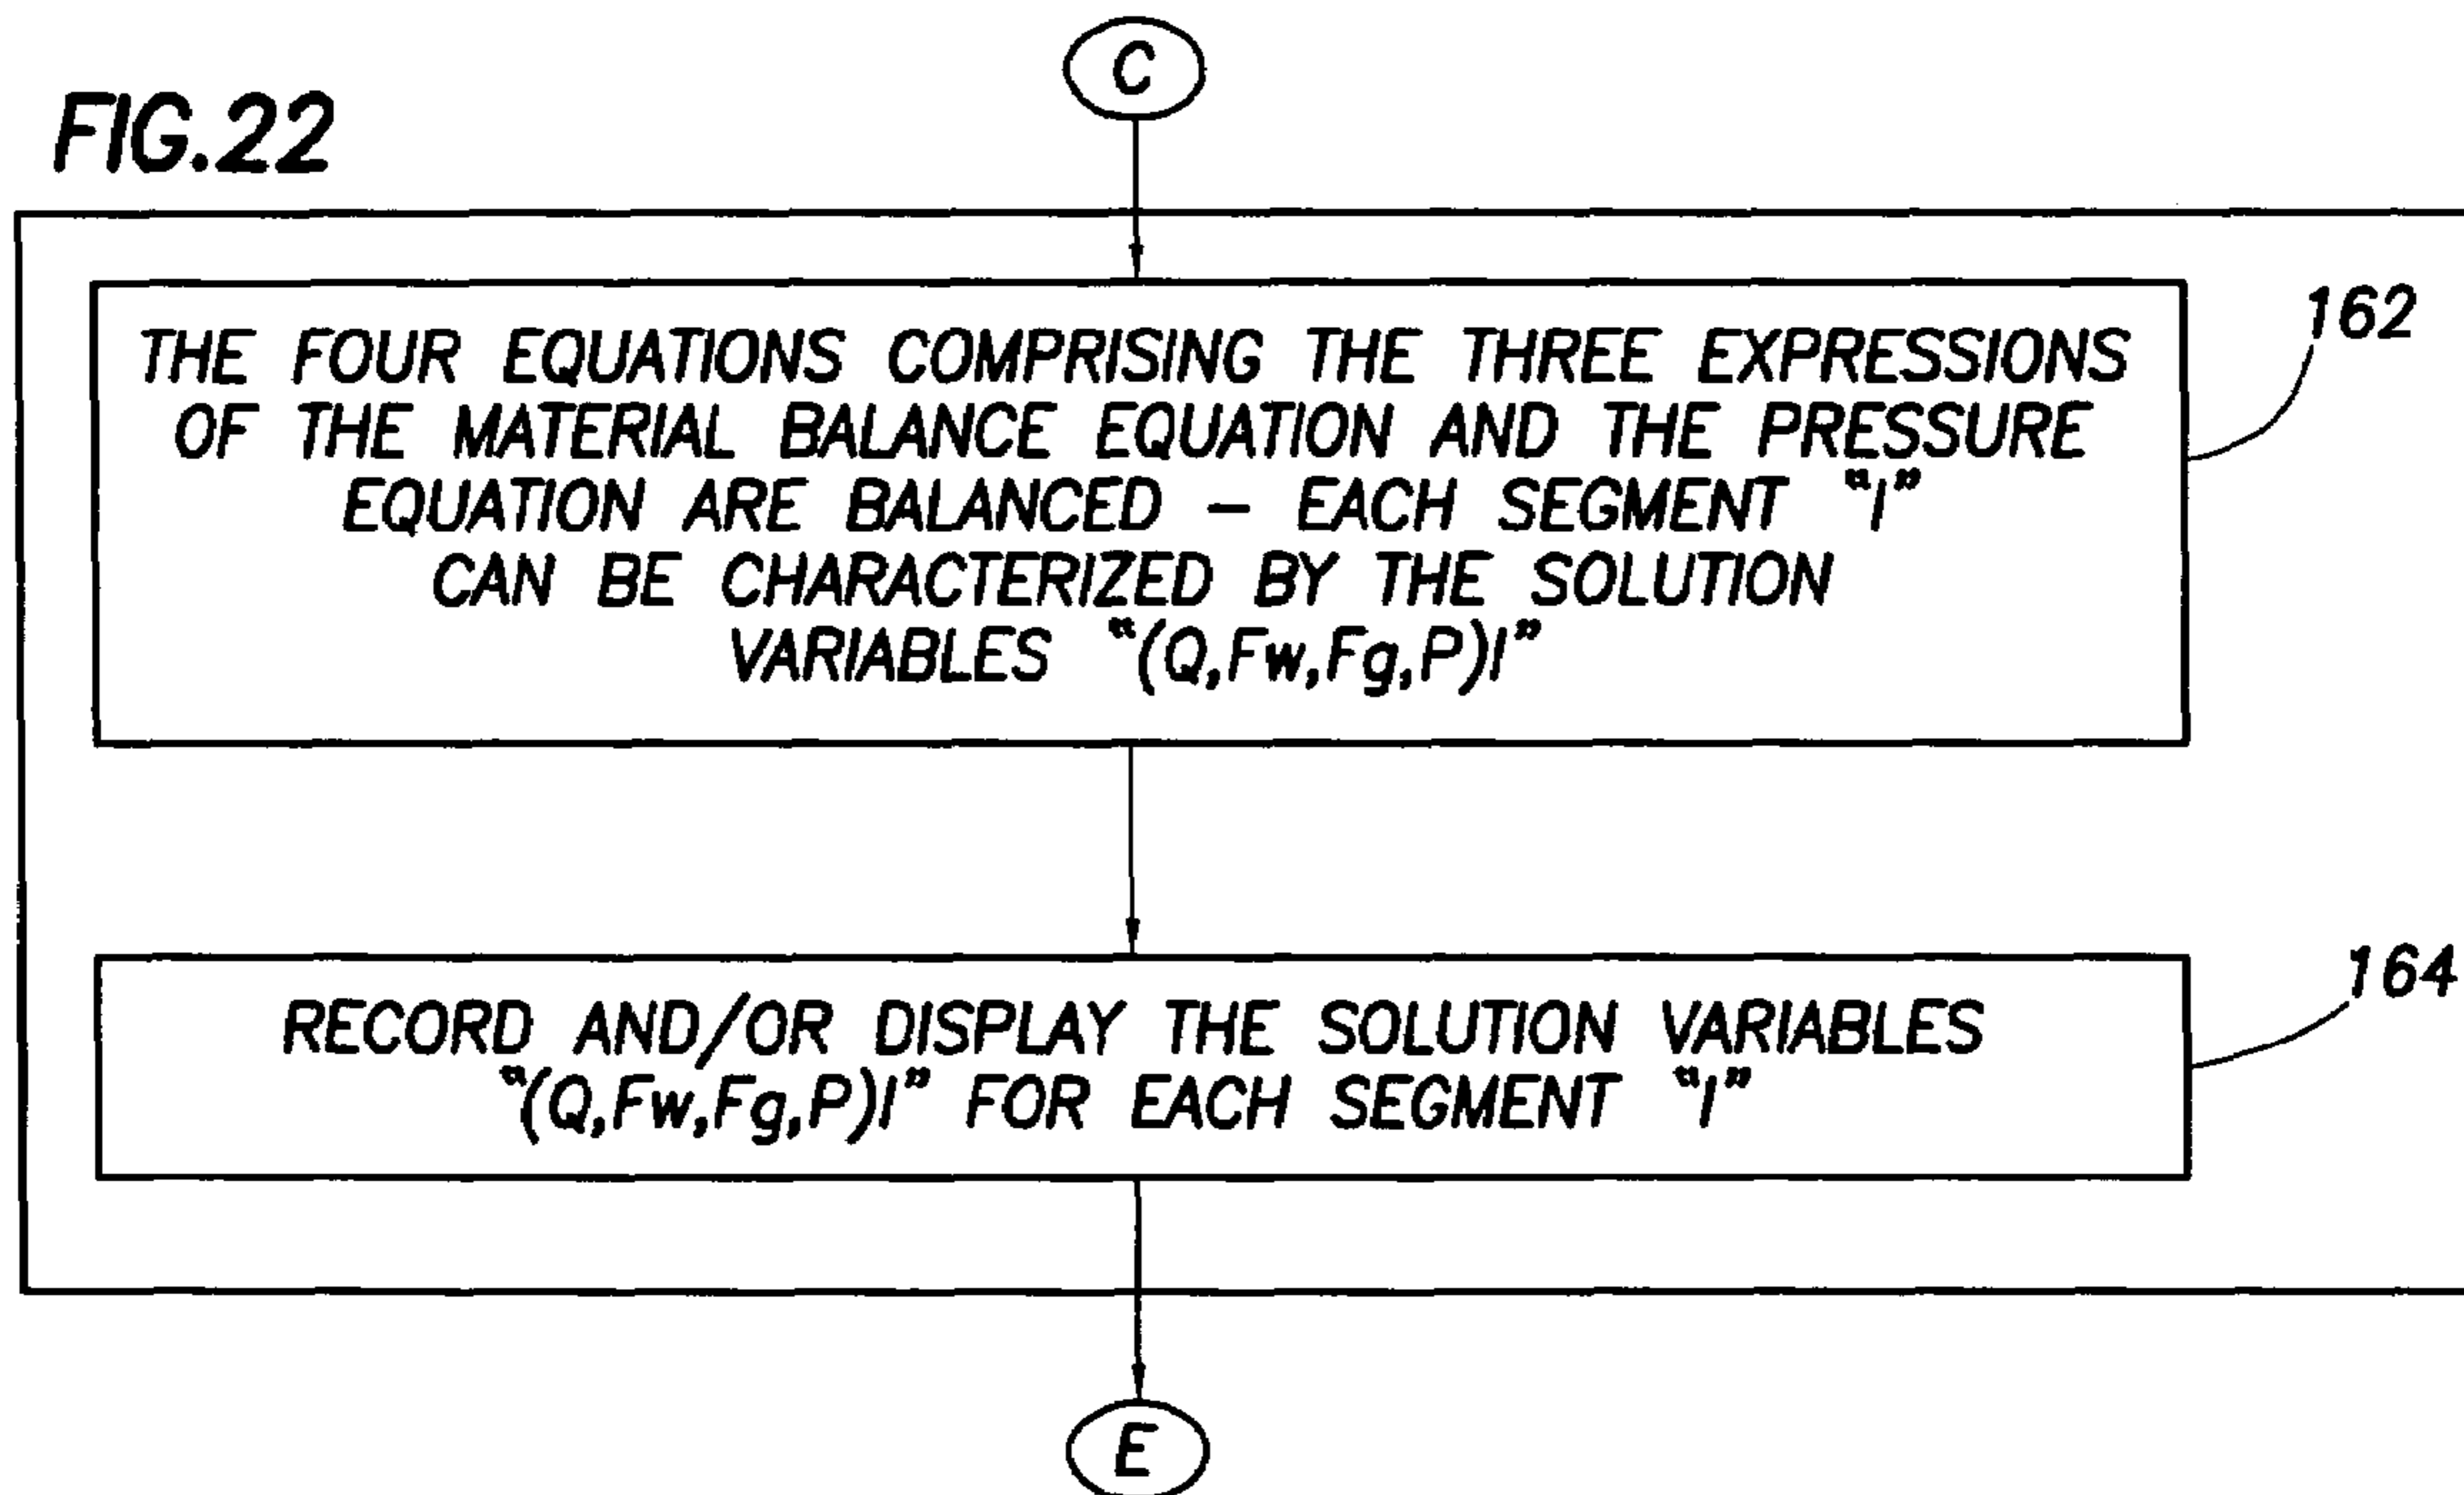 C
FIG.22
THE FOUR EQUATIONS COMPRISING THE THREE EXPRESSIONS
162
OF THE MATERIAL BALANCE EQUATION AND THE PRESSURE
EQUATION ARE BALANCED – EACH SEGMENT "I"
CAN BE CHARACTERIZED BY THE SOLUTION
VARIABLES "(Q,Fw,Fg,P)I"
164
RECORD AND/OR DISPLAY THE SOLUTION VARIABLES
"(Q,Fw,Fg,P)I" FOR EACH SEGMENT "I"
E